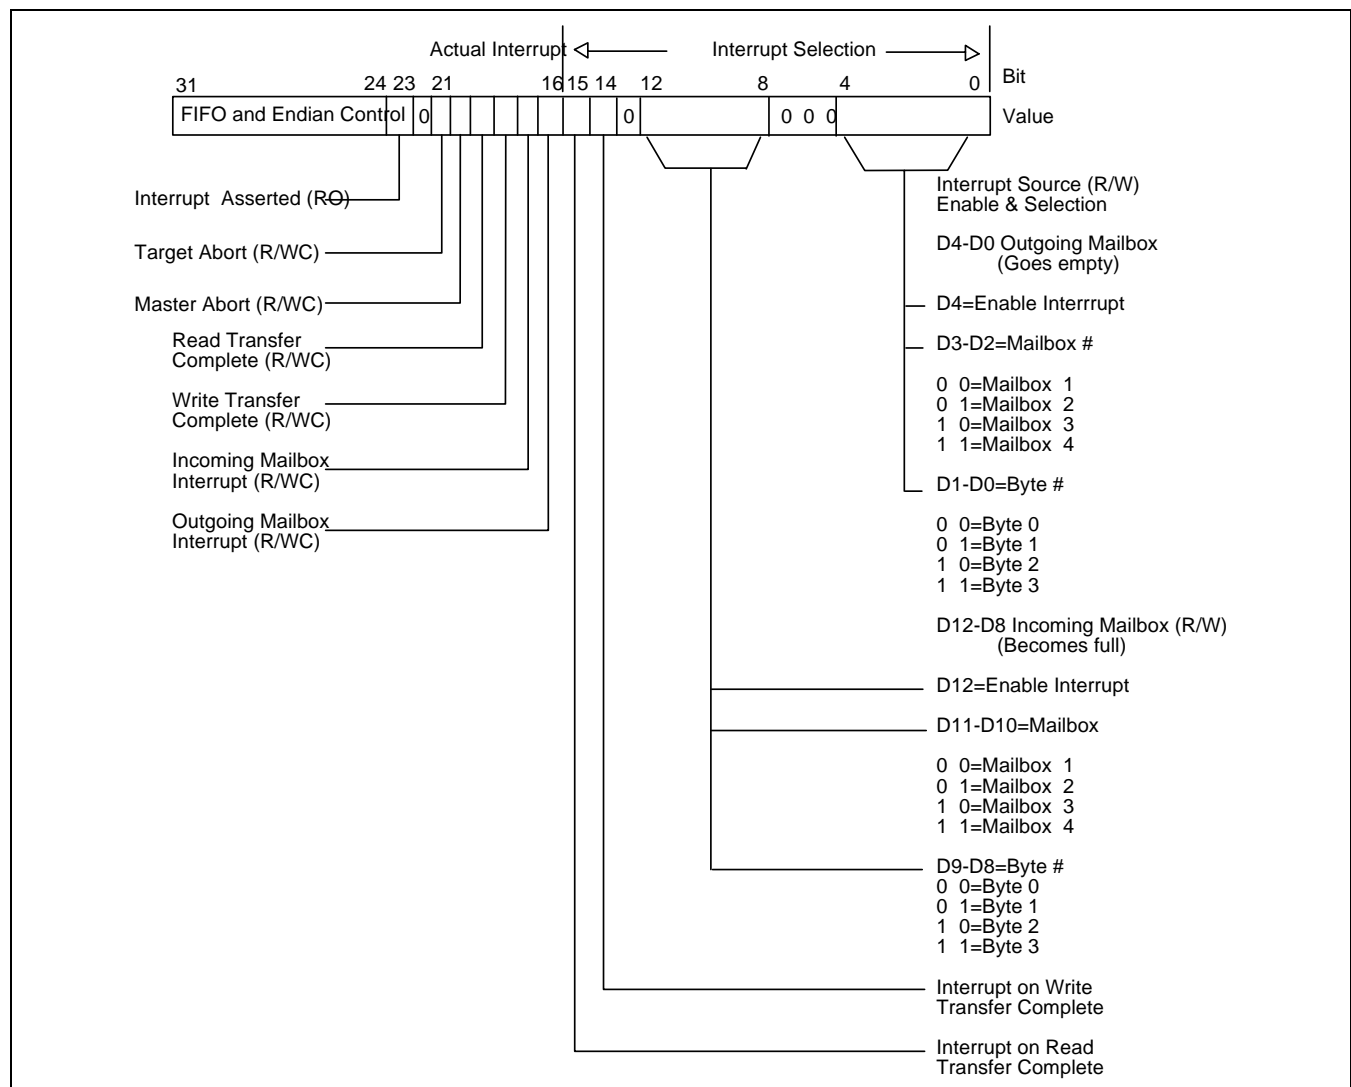 Actual Interrupt Interrupt Selection
31 24 23 21 16 15 14 12 8 4 0 Bit
FIFO and Endian Control 0 0 0 0 0 Value
Interrupt Asserted (RO)
Target Abort (R/WC)
Master Abort (R/WC)
Read Transfer
Complete (R/WC)
Write Transfer
Complete (R/WC)
Incoming Mailbox
Interrupt (R/WC)
Outgoing Mailbox
Interrupt (R/WC)
Interrupt Source (R/W)
Enable & Selection
D4-D0 Outgoing Mailbox
(Goes empty)
D4=Enable Interrrupt
D3-D2=Mailbox #
0 0=Mailbox 1
0 1=Mailbox 2
1 0=Mailbox 3
1 1=Mailbox 4
D1-D0=Byte #
0 0=Byte 0
0 1=Byte 1
1 0=Byte 2
1 1=Byte 3
D12-D8 Incoming Mailbox (R/W)
(Becomes full)
D12=Enable Interrupt
D11-D10=Mailbox
0 0=Mailbox 1
0 1=Mailbox 2
1 0=Mailbox 3
1 1=Mailbox 4
D9-D8=Byte #
0 0=Byte 0
0 1=Byte 1
1 0=Byte 2
1 1=Byte 3
Interrupt on Write
Transfer Complete
Interrupt on Read
Transfer Complete